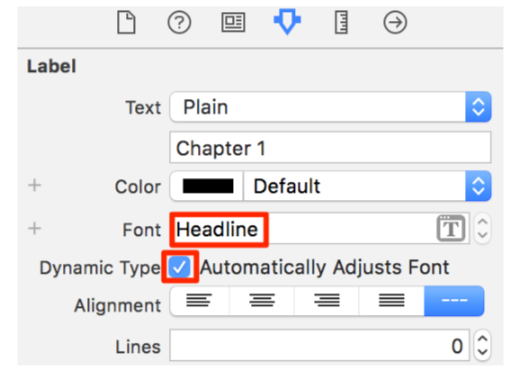 Label
Text Plain
Chapter 1
Color Default
Font Headline T
Dynamic Type Automatically Adjusts Font
Alignment ---
Lines 0